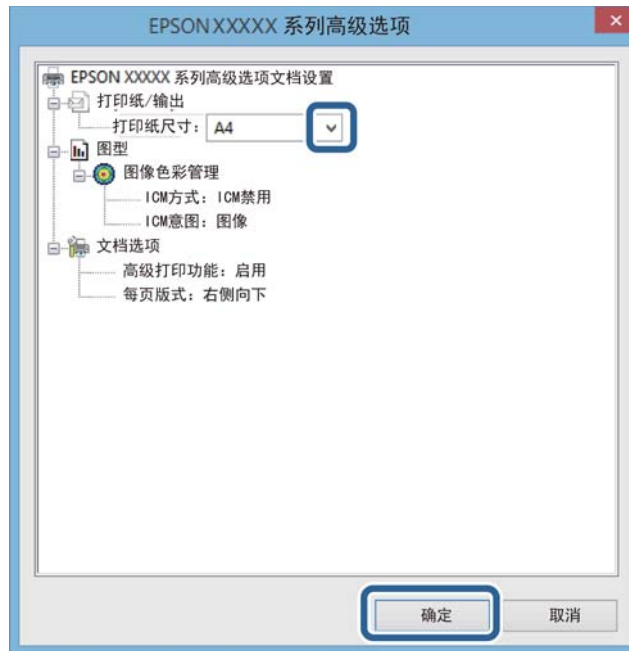 EPSON XXXXX 系列高级选项
EPSON XXXXX 系列高级选项文档设置
打印纸/输出
打印纸尺寸: A4
图型
图像色彩管理
ICM方式: ICM禁用
ICM意图: 图像
文档选项
高级打印功能: 启用
每页版式: 右侧向下
确定 取消